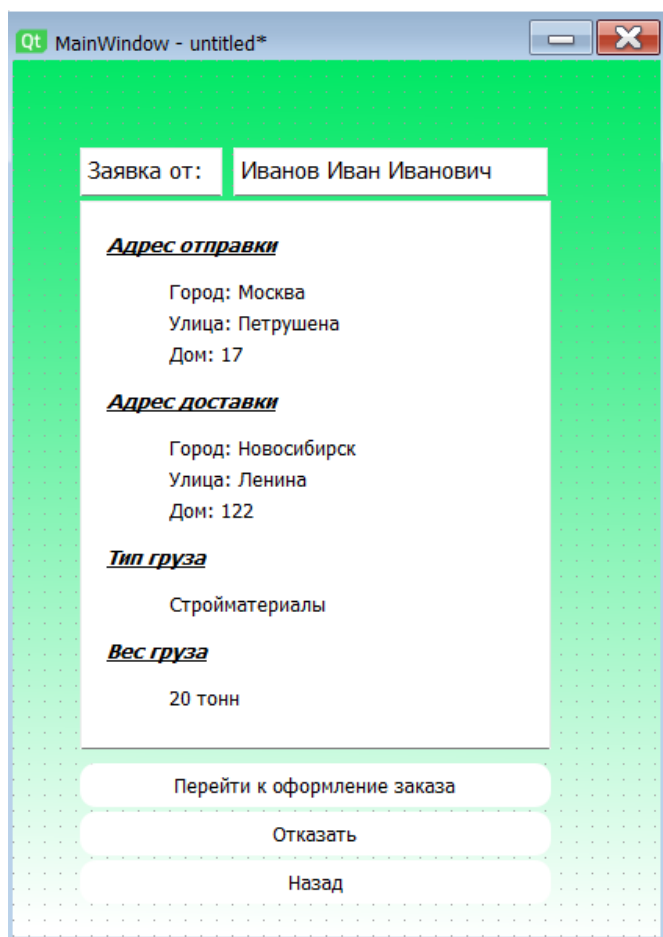 Qt MainWindow - untitled*
Заявка от: Иванов Иван Иванович
Адрес отправки
Город: Москва
Улица: Петрушена
Дом: 17
Адрес доставки
Город: Новосибирск
Улица: Ленина
Дом: 122
Тип груза
Стройматериалы
Вес груза
20 тонн
Перейти к оформление заказа
Отказать
Назад